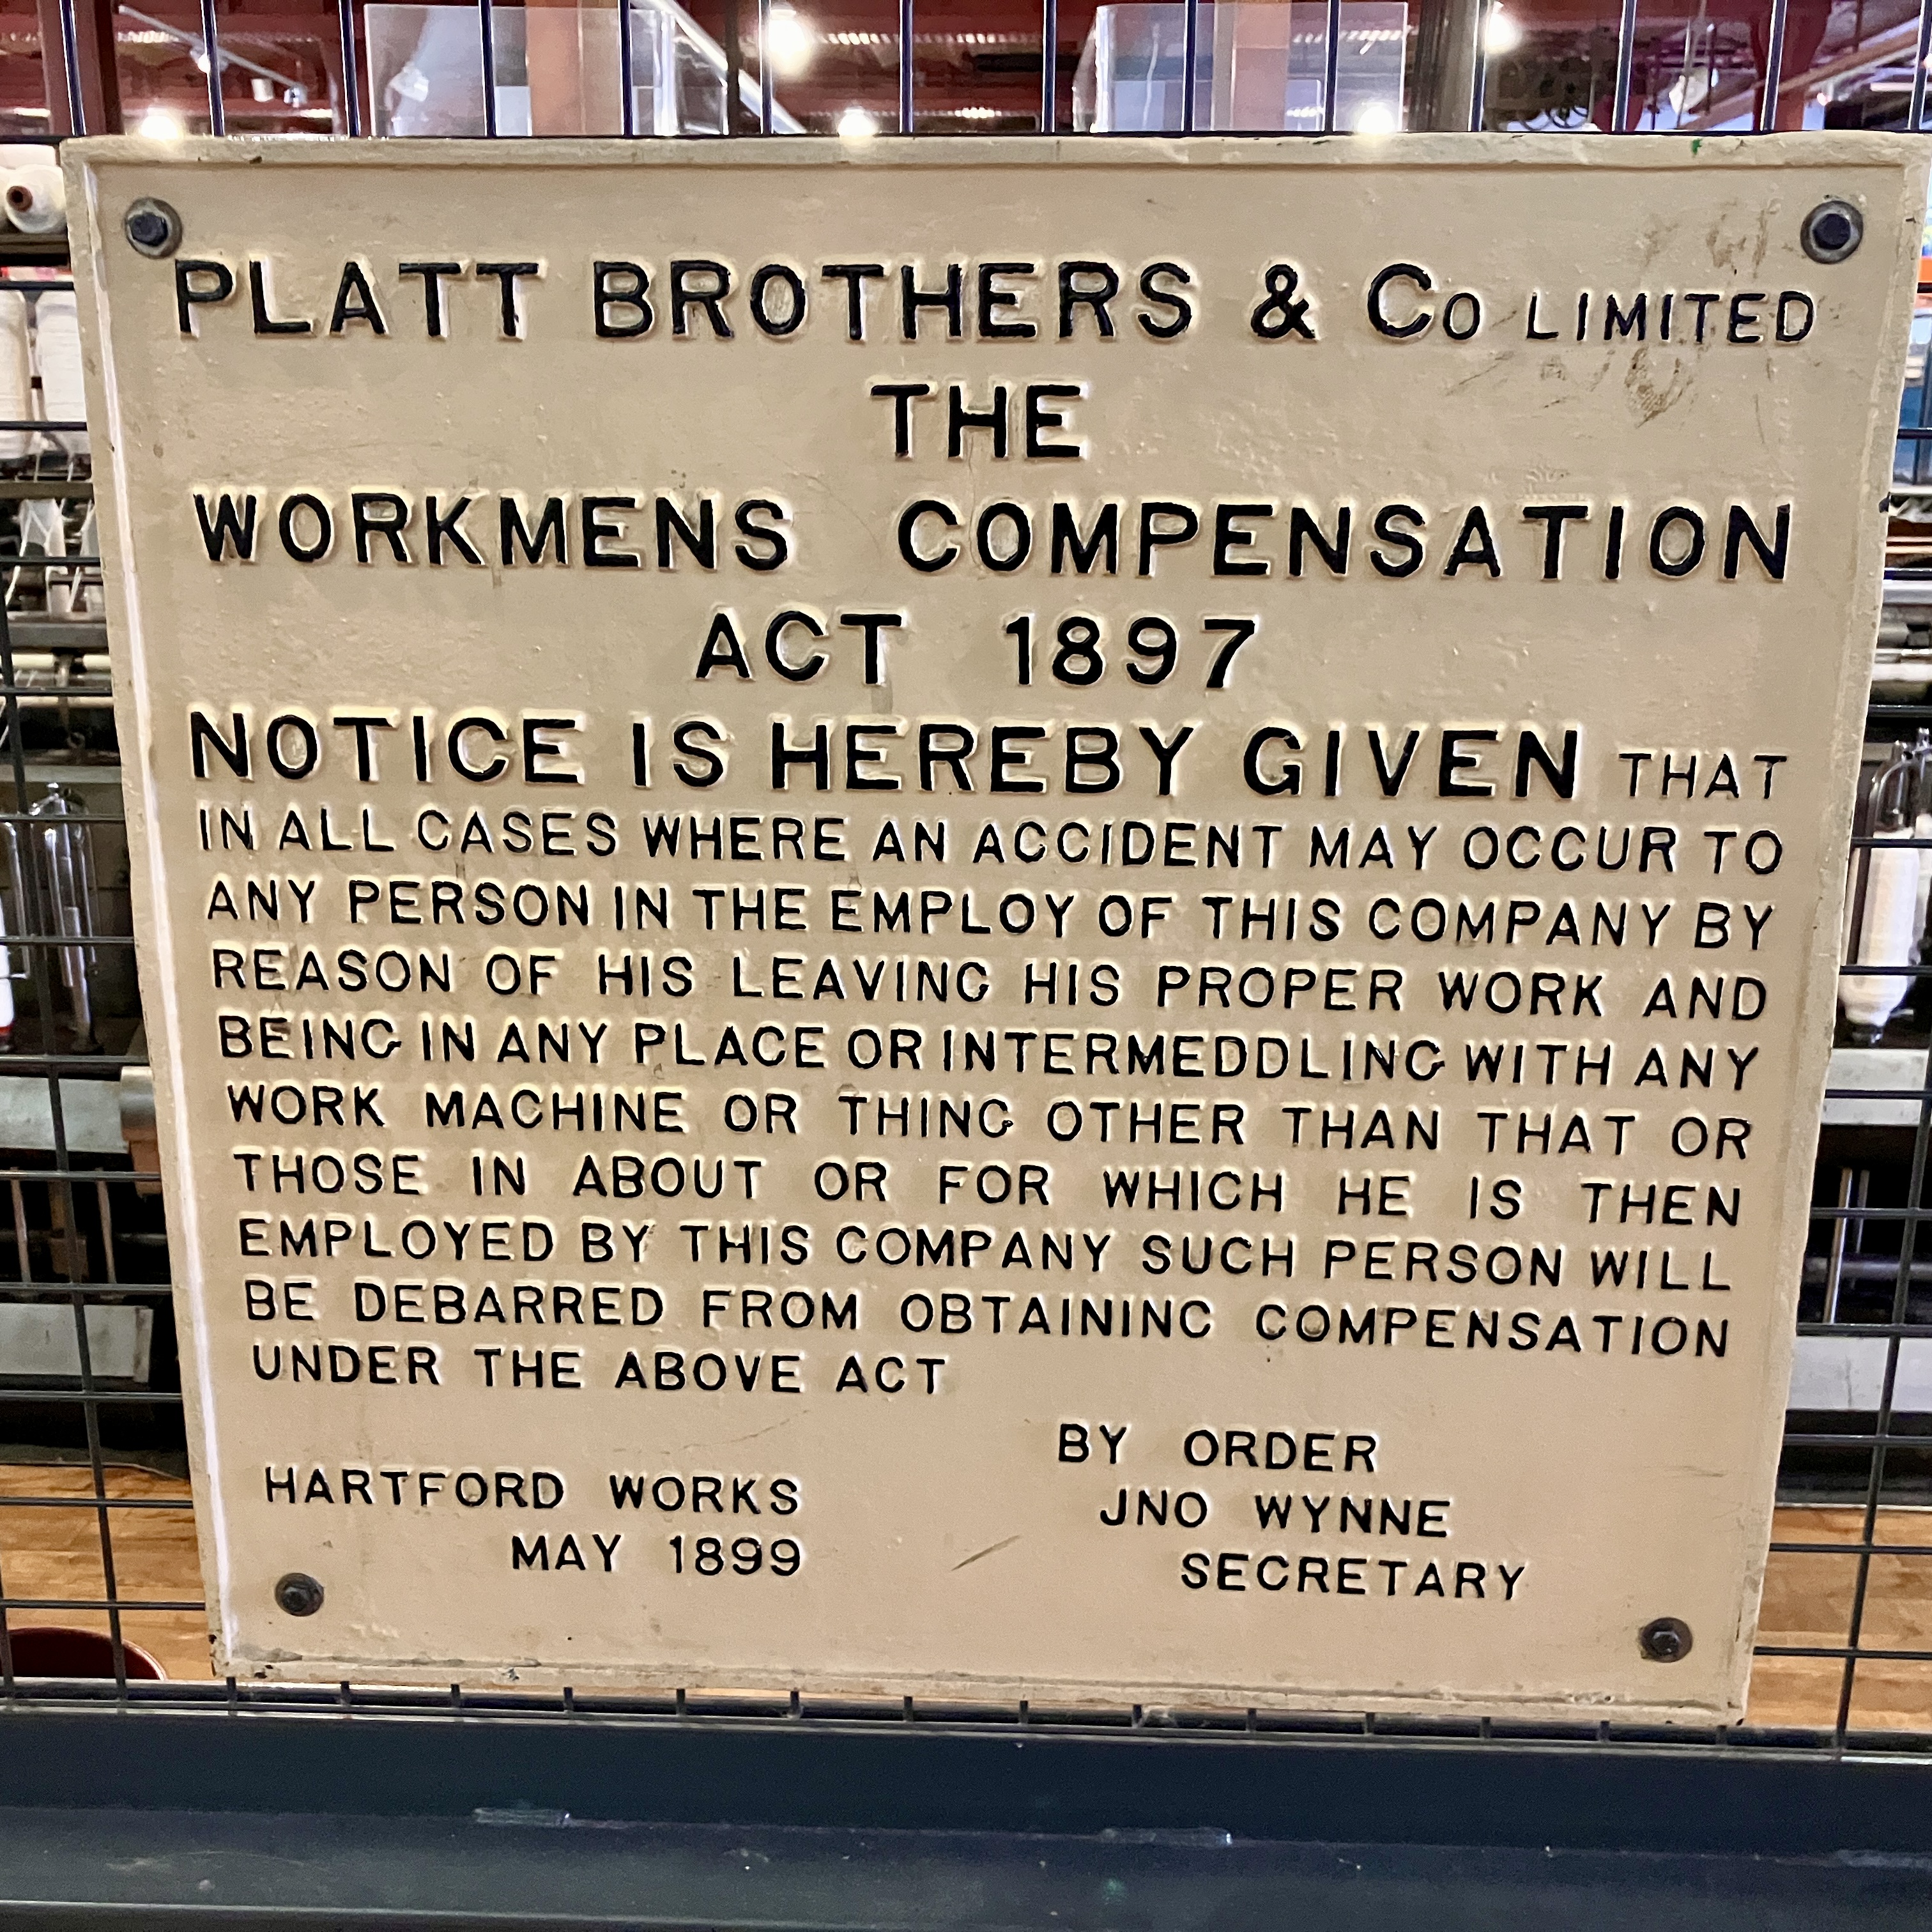 PLATT BROTHERS & Co LIMITED
THE
WORKMENS COMPENSATION
ACT 1897
NOTICE IS HEREBY GIVEN THAT
IN ALL CASES WHERE AN ACCIDENT MAY OCCUR TO
ANY PERSON IN THE EMPLOY OF THIS COMPANY BY
REASON OF HIS LEAVING HIS PROPER WORK AND
BEING IN ANY PLACE OR INTERMEDDLING WITH ANY
WORK MACHINE OR THING OTHER THAN THAT OR
THOSE IN ABOUT OR FOR WHICH HE IS THEN
EMPLOYED BY THIS COMPANY SUCH PERSON WILL
BE DEBARRED FROM OBTAINING COMPENSATION
UNDER THE ABOVE ACT
BY ORDER
HARTFORD WORKS JNO WYNNE
MAY 1899 SECRETARY